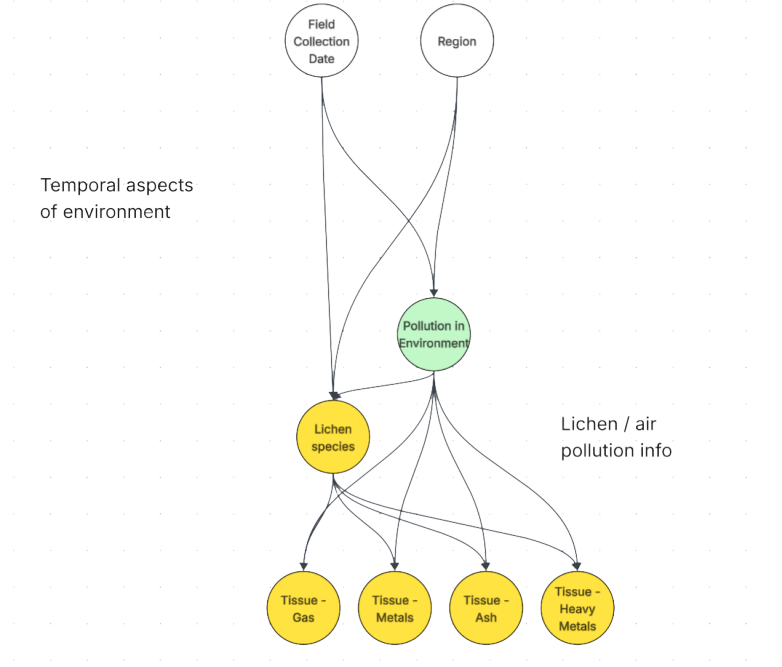 Field
Collection
Date
Region
Temporal aspects
of environment
Pollution in
Environment
Lichen
species
Lichen / air
pollution info
Tissue -
Gas
Tissue -
Metals
Tissue -
Ash
Tissue -
Heavy
Metals